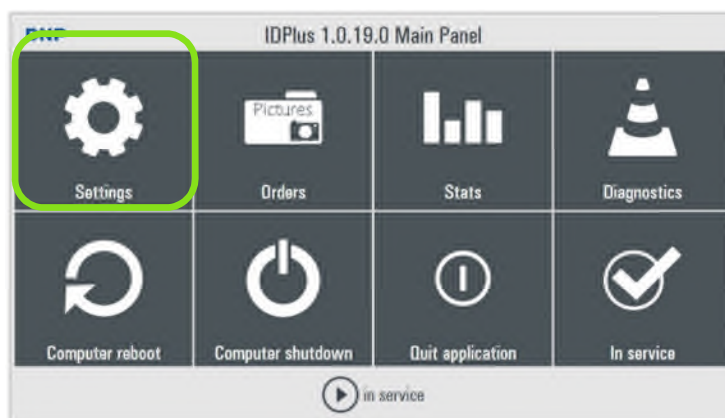 DNP
IDPlus 1.0.19.0 Main Panel
Pictures
Settings
Orders
Stats
Diagnostics
Computer reboot
Computer shutdown
Quit application
In service
in service